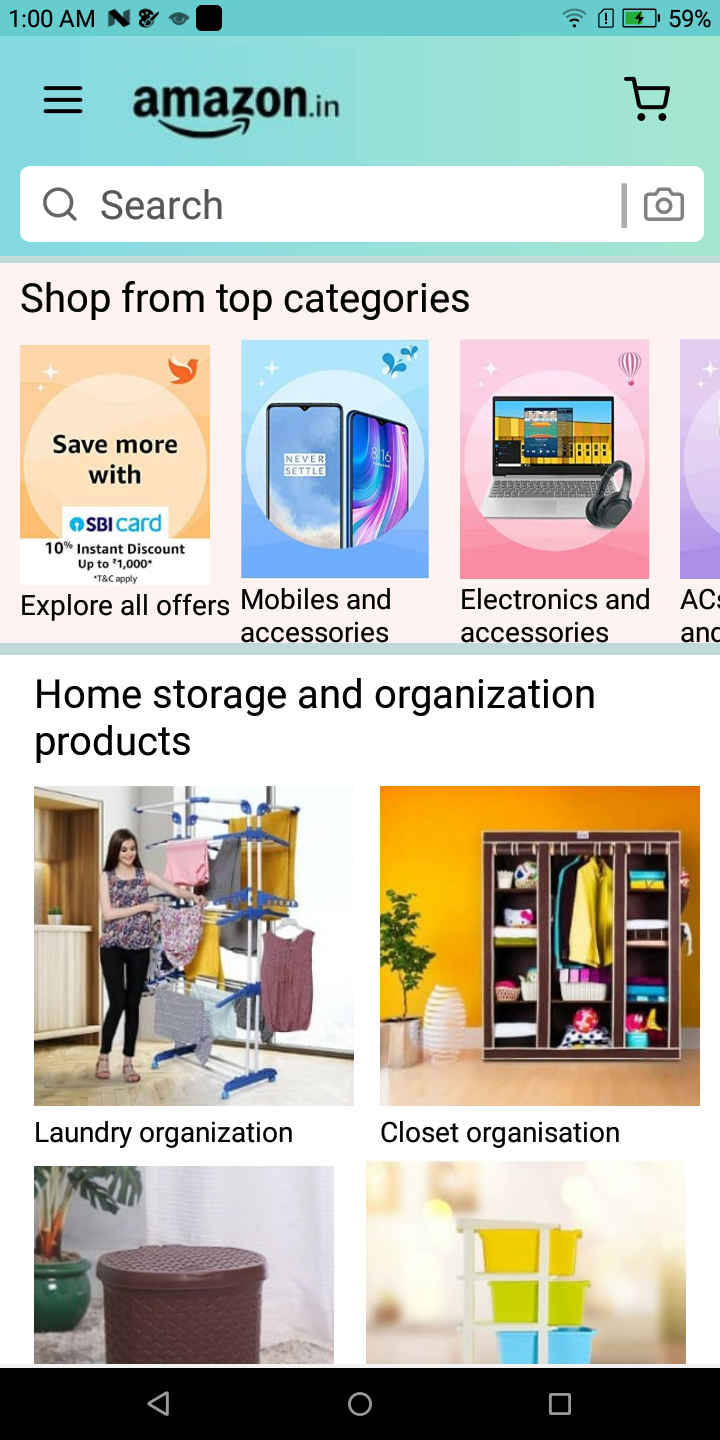 1:00 AM
59%
amazon.in
Search
Shop from top categories
Save more
with
SBI card
10% Instant Discount
Up to ₹1,000*
*T&C apply
Explore all offers
NEVER
SETTLE
8:16
Mobiles and
accessories
Electronics and
accessories
ACs
and
Home storage and organization
products
Laundry organization
Closet organisation